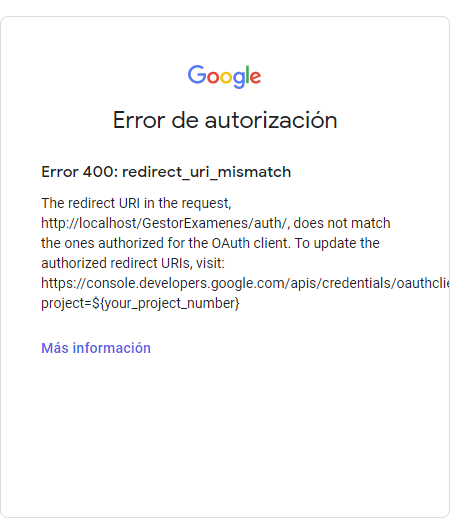 Google
Error de autorización
Error 400: redirect_uri_mismatch
The redirect URI in the request,
http://localhost/GestorExamenes/auth/, does not match
the ones authorized for the OAuth client. To update the
authorized redirect URIs, visit:
https://console.developers.google.com/apis/credentials/oauthclie
project=${your_project_number}
Más información